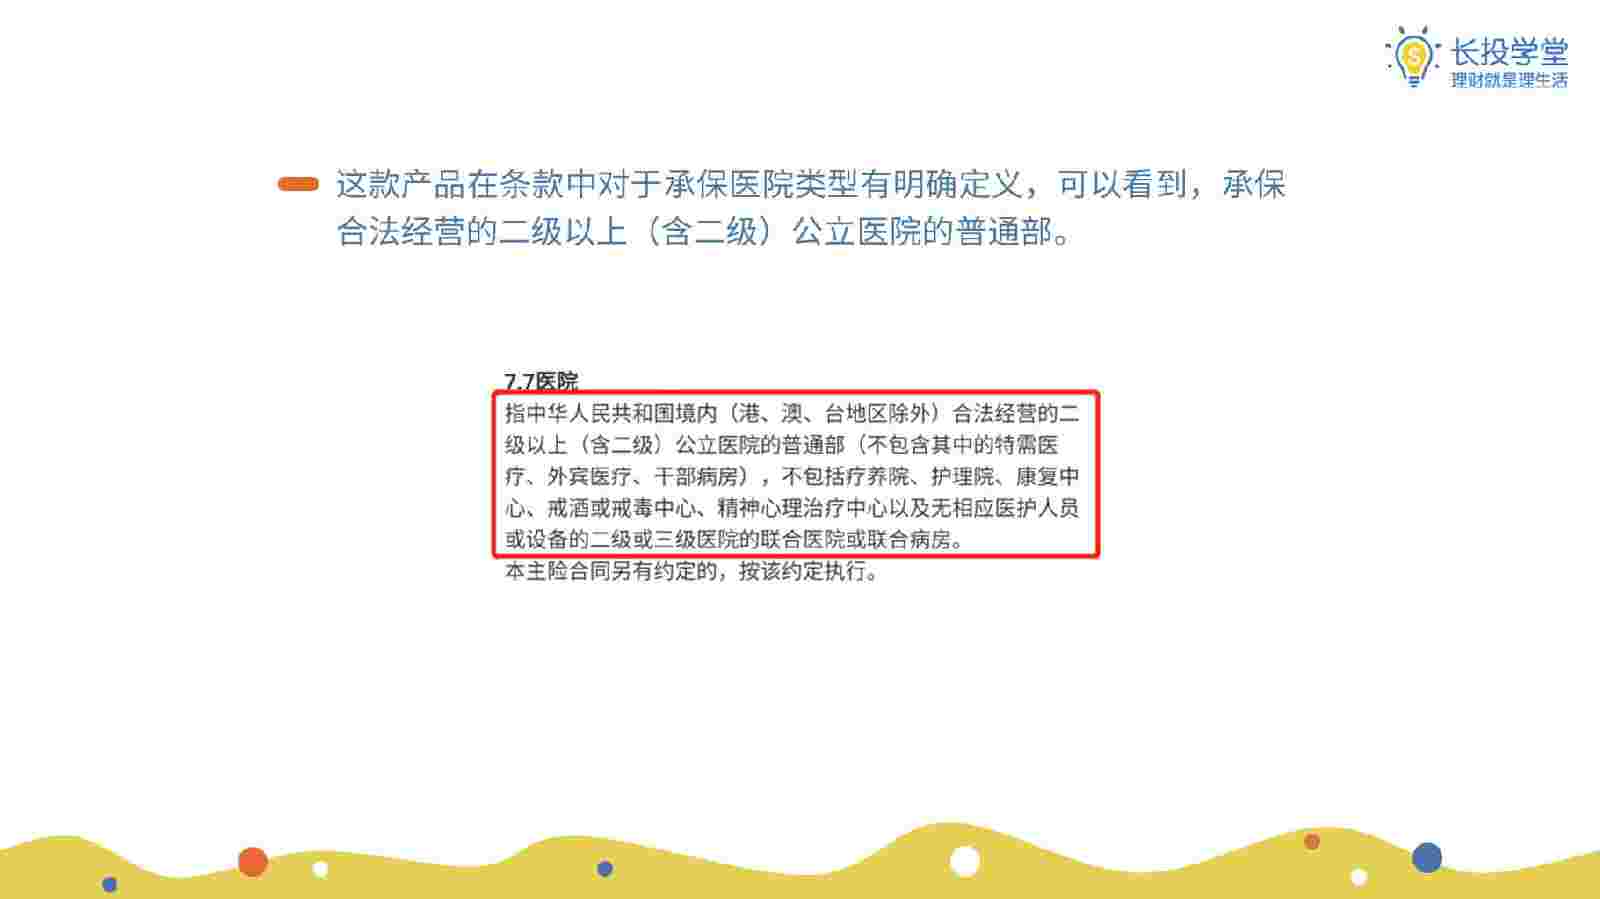 长投学堂
理财就是理生活
这款产品在条款中对于承保医院类型有明确定义，可以看到，承保
合法经营的二级以上（含二级）公立医院的普通部。
7.7医院
指中华人民共和国境内（港、澳、台地区除外）合法经营的二
级以上（含二级）公立医院的普通部（不包含其中的特需医
疗、外宾医疗、干部病房），不包括疗养院、护理院、康复中
心、戒酒或戒毒中心、精神心理治疗中心以及无相应医护人员
或设备的二级或三级医院的联合医院或联合病房。
本主险合同另有约定的，按该约定执行。